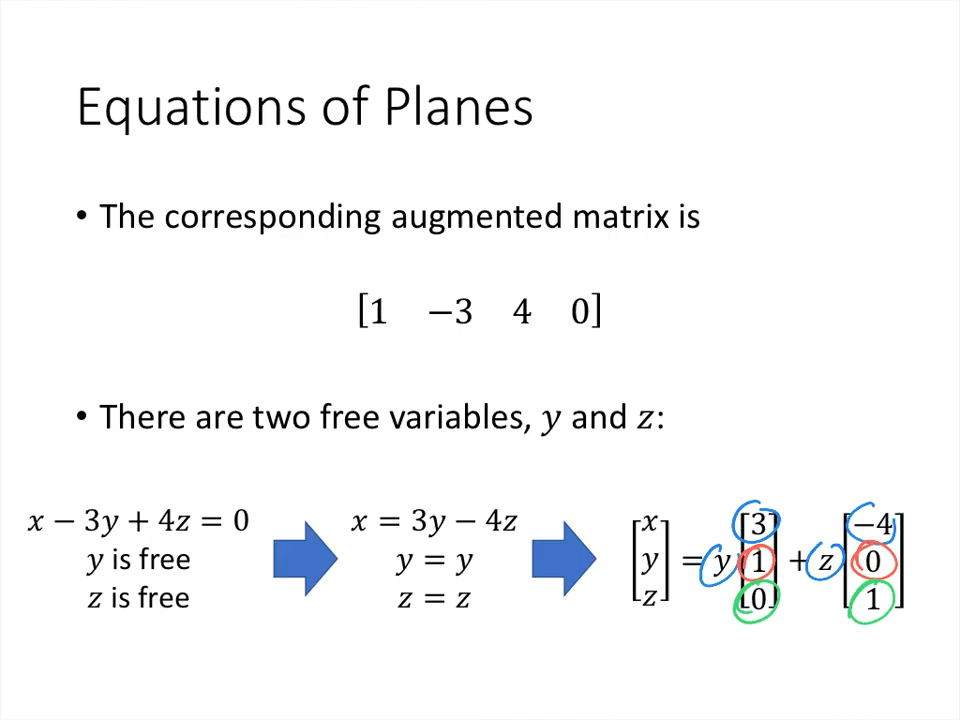 Equations of Planes
• The corresponding augmented matrix is
[1 −3 4 0]
• There are two free variables, y and z:
x − 3y + 4z = 0
y is free
z is free
x = 3y − 4z
y = y
z = z
[x y z] = y [3 1 0] + z [−4 0 1]